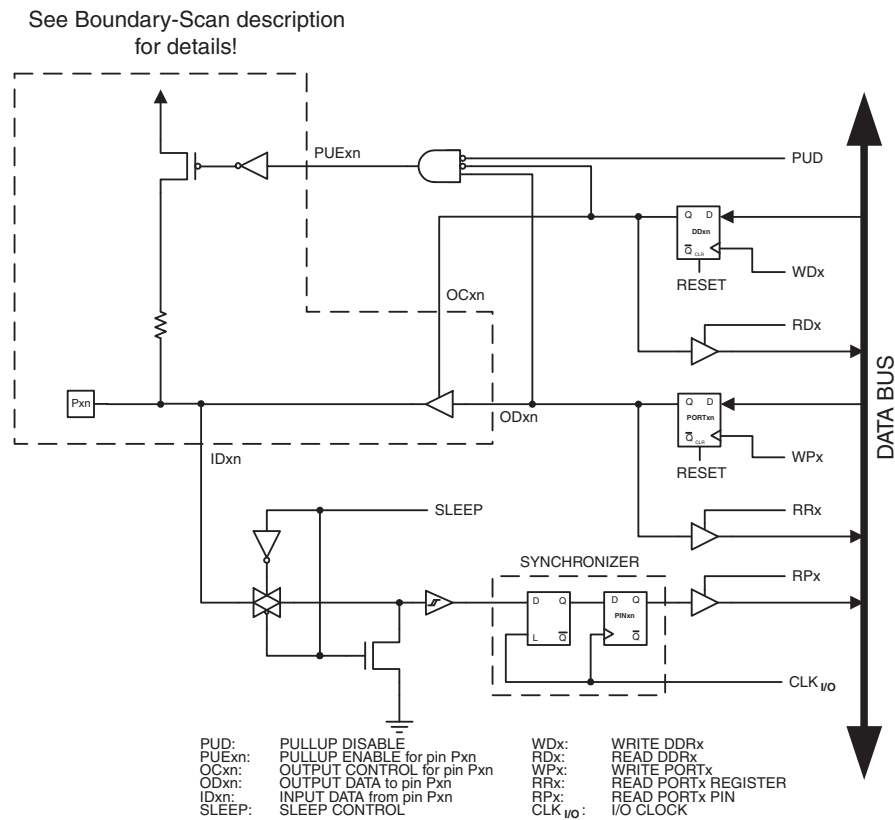 See Boundary-Scan description
for details!
PUExn
PUD
Q D
DDxn
Q CLR
WDx
RESET
OCxn
RDx
Pxn
ODxn
Q D
PORTxn
Q CLR
WPx
RESET
IDxn
SLEEP
RRx
SYNCHRONIZER
RPx
D Q
L Q
D Q
PINxn
Q
CLK I/O
DATA BUS
PUD: PULLUP DISABLE
PUExn: PULLUP ENABLE for pin Pxn
OCxn: OUTPUT CONTROL for pin Pxn
ODxn: OUTPUT DATA to pin Pxn
IDxn: INPUT DATA from pin Pxn
SLEEP: SLEEP CONTROL
WDx: WRITE DDRx
RDx: READ DDRx
WPx: WRITE PORTx
RRx: READ PORTx REGISTER
RPx: READ PORTx PIN
CLK I/O: I/O CLOCK